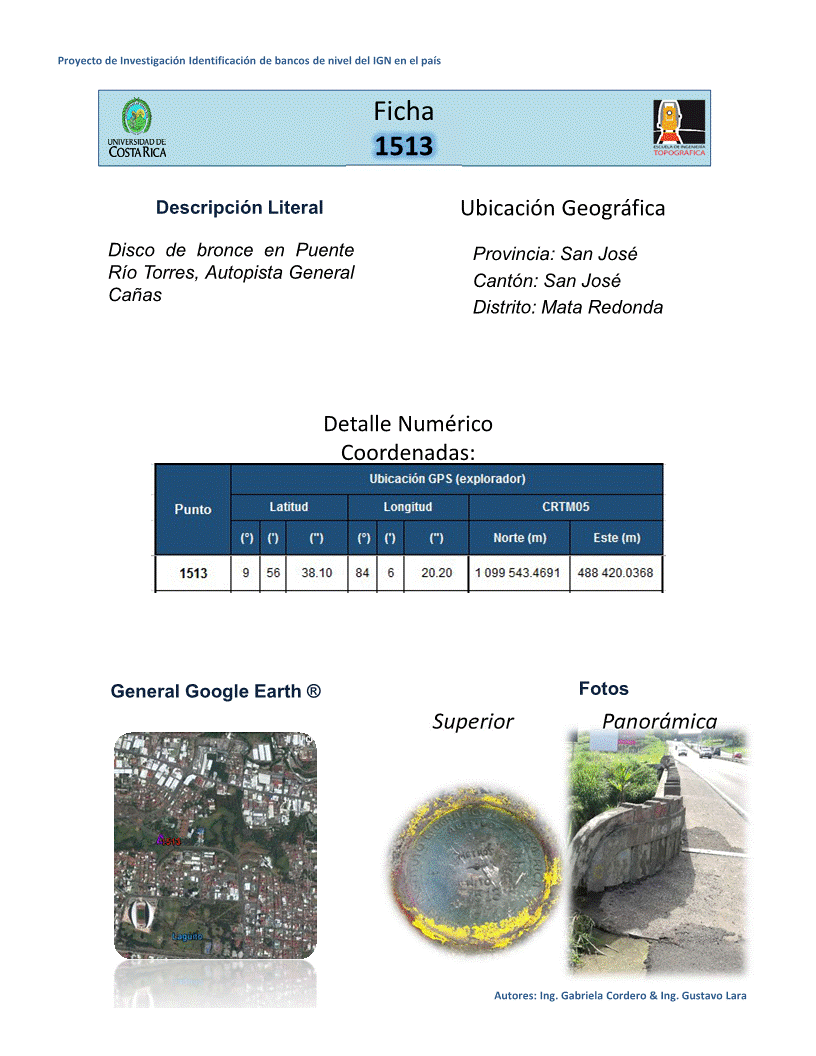 Proyecto de Investigación Identificación de bancos de nivel del IGN en el país
UNIVERSIDAD DE
COSTA RICA
Ficha
1513
ESCUELA DE INGENIERÍA
TOPOGRÁFICA
Descripción Literal
Disco de bronce en Puente
Río Torres, Autopista General
Cañas
Ubicación Geográfica
Provincia: San José
Cantón: San José
Distrito: Mata Redonda
Detalle Numérico
Coordenadas:
Punto
Ubicación GPS (explorador)
Latitud Longitud CRTM05
(°) (') (") (°) (') (") Norte (m) Este (m)
1513 9 56 38.10 84 6 20.20 1 099 543.4691 488 420.0368
General Google Earth ®
Fotos
Superior Panorámica
1513
Laguito
Autores: Ing. Gabriela Cordero & Ing. Gustavo Lara